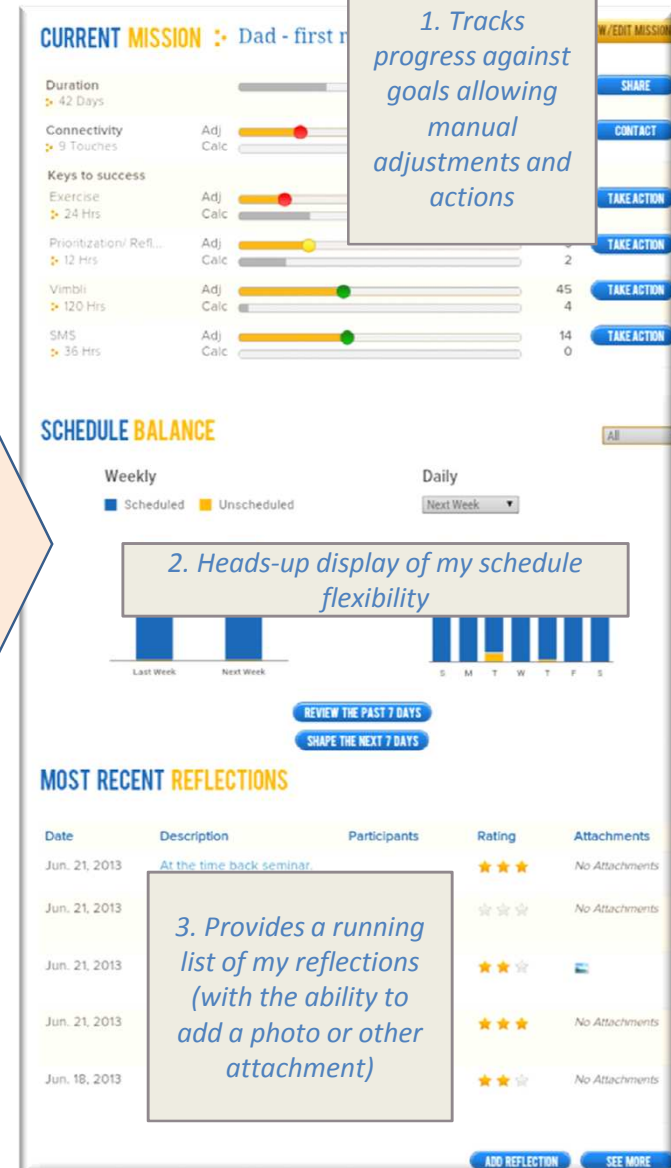 CURRENT MISSION Dad - first
W/EDIT MISSION
1. Tracks
progress against
goals allowing
manual
adjustments and
actions
Duration
42 Days
SHARE
Connectivity Adj
9 Touches Calc
CONTACT
Keys to success
Exercise Adj
24 Hrs Calc
TAKE ACTION
Prioritization/ Refl... Adj
12 Hrs Calc 2
TAKE ACTION
Vimbli Adj 45
120 Hrs Calc 4
TAKE ACTION
SMS Adj 14
36 Hrs Calc 0
TAKE ACTION
SCHEDULE BALANCE
All
Weekly
Scheduled Unscheduled
Daily
Next Week
2. Heads-up display of my schedule
flexibility
Last Week Next Week
S M T W T F S
REVIEW THE PAST 7 DAYS
SHAPE THE NEXT 7 DAYS
MOST RECENT REFLECTIONS
Date Description Participants Rating Attachments
Jun. 21, 2013 At the time back seminar. No Attachments
Jun. 21, 2013 No Attachments
Jun. 21, 2013
Jun. 21, 2013 No Attachments
Jun. 18, 2013 No Attachments
3. Provides a running
list of my reflections
(with the ability to
add a photo or other
attachment)
ADD REFLECTION SEE MORE